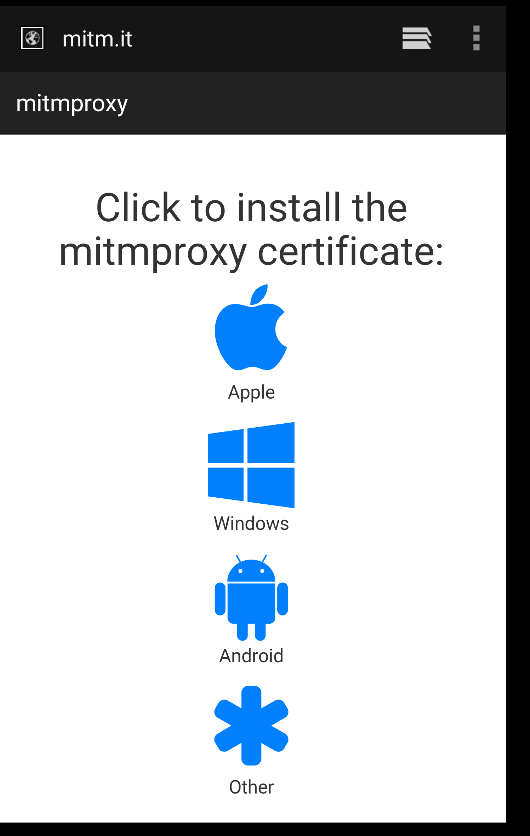 mitm.it
mitmproxy
Click to install the
mitmproxy certificate:
Apple
Windows
Android
Other